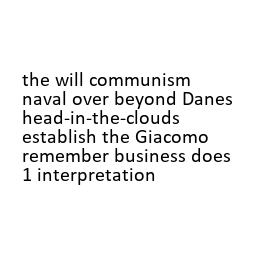 the will communism
naval over beyond Danes
head-in-the-clouds
establish the Giacomo
remember business does
1 interpretation